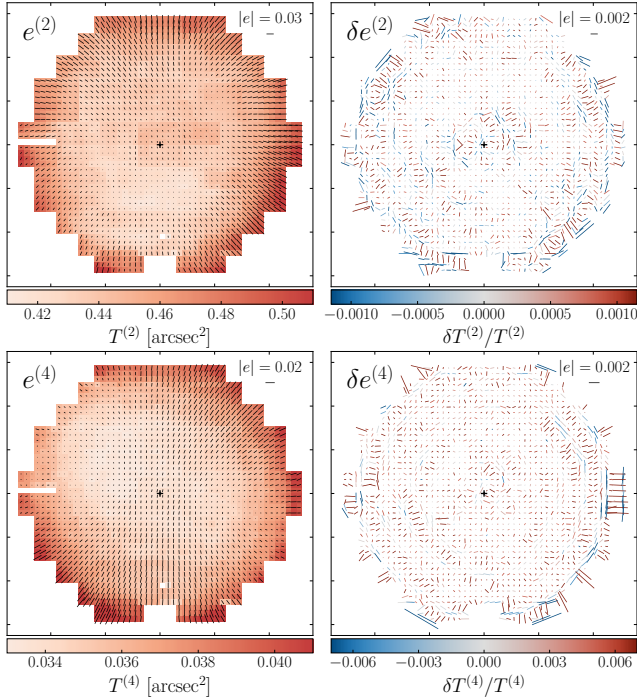 e^(2)
|e| = 0.03
δe^(2)
|e| = 0.002
0.42 0.44 0.46 0.48 0.50
−0.0010 −0.0005 0.0000 0.0005 0.0010
T^(2) [arcsec^2]
δT^(2)/T^(2)
e^(4)
|e| = 0.02
δe^(4)
|e| = 0.002
0.034 0.036 0.038 0.040
−0.006 −0.003 0.000 0.003 0.006
T^(4) [arcsec^2]
δT^(4)/T^(4)